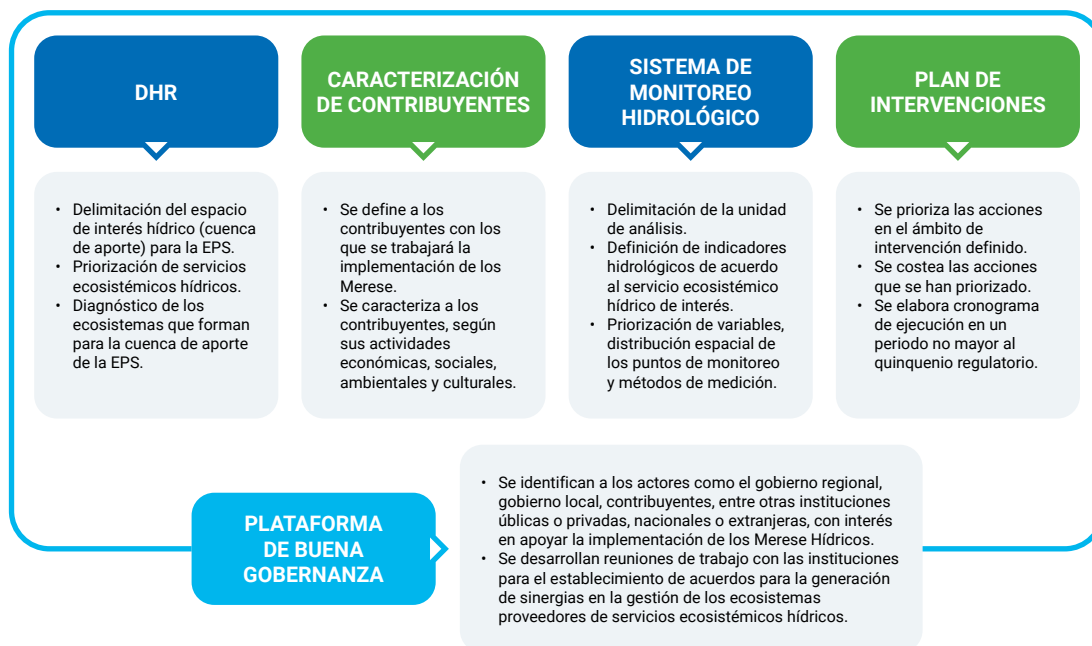 DHR
• Delimitación del espacio
de interés hídrico (cuenca
de aporte) para la EPS.
• Priorización de servicios
ecosistémicos hídricos.
• Diagnóstico de los
ecosistemas que forman
para la cuenca de aporte
de la EPS.
CARACTERIZACIÓN
DE CONTRIBUYENTES
• Se define a los
contribuyentes con los
que se trabajará la
implementación de los
Merese.
• Se caracteriza a los
contribuyentes, según
sus actividades
económicas, sociales,
ambientales y culturales.
SISTEMA DE
MONITOREO
HIDROLÓGICO
• Delimitación de la unidad
de análisis.
• Definición de indicadores
hidrológicos de acuerdo
al servicio ecosistémico
hídrico de interés.
• Priorización de variables,
distribución espacial de
los puntos de monitoreo
y métodos de medición.
PLAN DE
INTERVENCIONES
• Se prioriza las acciones
en el ámbito de
intervención definido.
• Se costea las acciones
que se han priorizado.
• Se elabora cronograma
de ejecución en un
periodo no mayor al
quinquenio regulatorio.
PLATAFORMA
DE BUENA
GOBERNANZA
• Se identifican a los actores como el gobierno regional,
gobierno local, contribuyentes, entre otras instituciones
úblicas o privadas, nacionales o extranjeras, con interés
en apoyar la implementación de los Merese Hídricos.
• Se desarrollan reuniones de trabajo con las instituciones
para el establecimiento de acuerdos para la generación
de sinergias en la gestión de los ecosistemas
proveedores de servicios ecosistémicos hídricos.